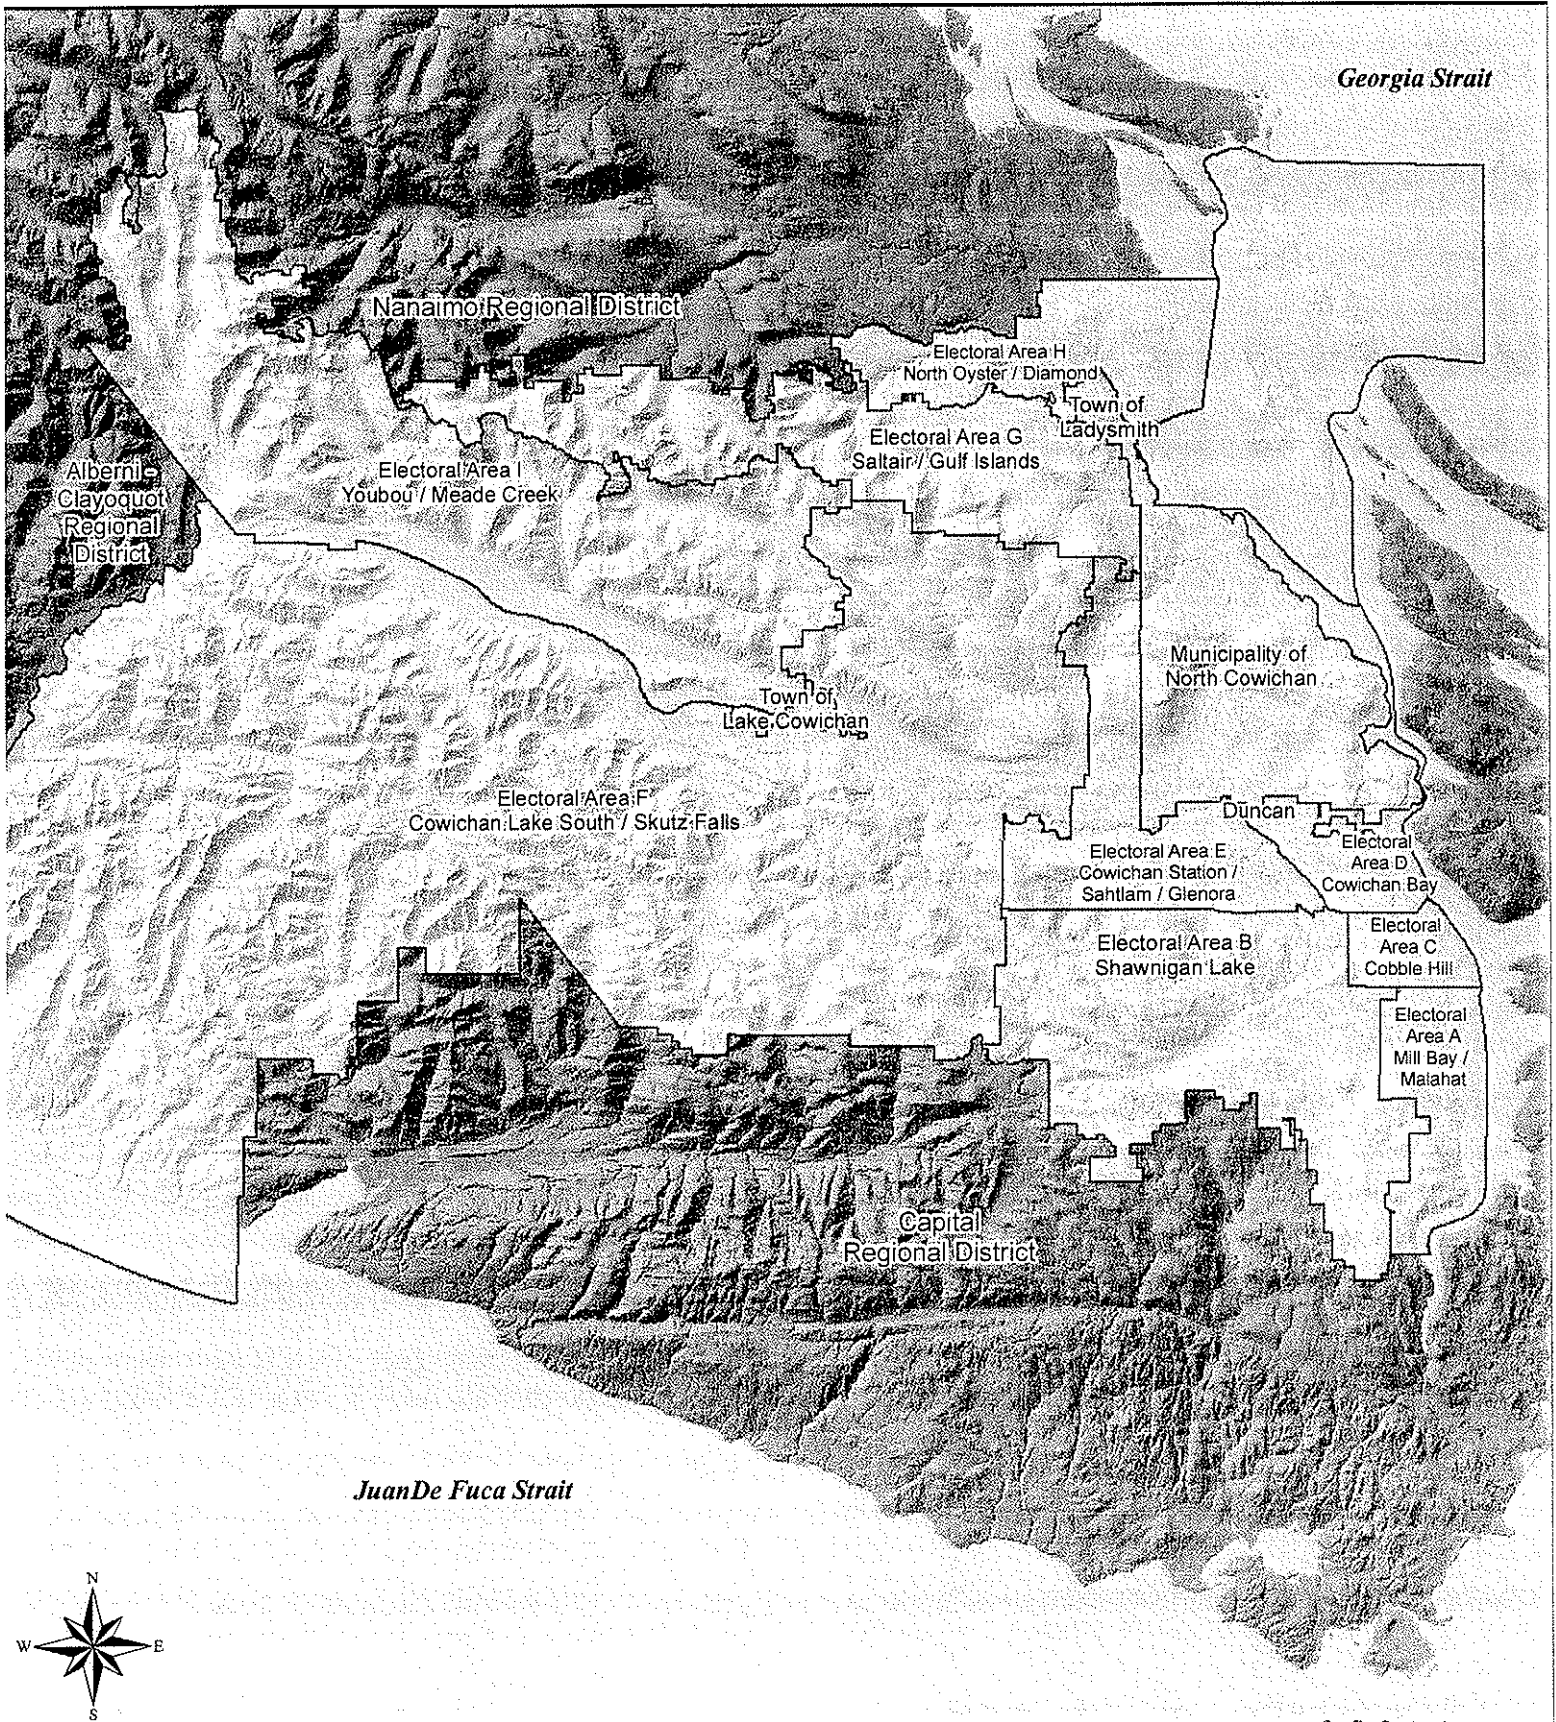 Georgia Strait
Nanaimo Regional District
Electoral Area H
North Oyster / Diamond
Town of
Ladysmith
Electoral Area G
Saltair / Gulf Islands
Electoral Area I
Youbou / Meade Creek
Alberni -
Clayoquot
Regional
District
Municipality of
North Cowichan
Town of
Lake Cowichan
Electoral Area F
Cowichan Lake South / Skutz Falls
Duncan
Electoral Area E
Cowichan Station /
Sahtlam / Glenora
Electoral
Area D
Cowichan Bay
Electoral Area B
Shawnigan Lake
Electoral
Area C
Cobble Hill
Electoral
Area A
Mill Bay /
Malahat
Capital
Regional District
JuanDe Fuca Strait
N
W E
S